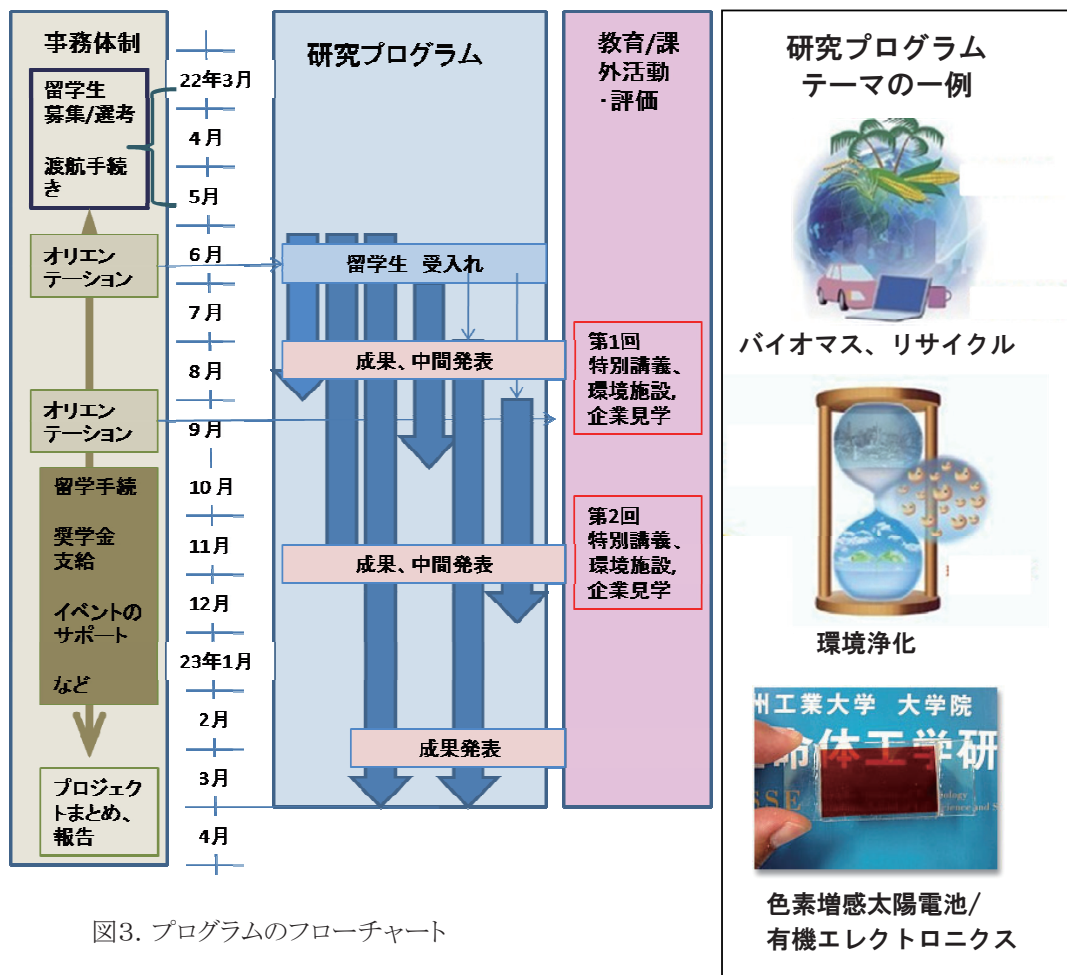 事務体制
留学生
募集/選考
渡航手続
き
オリエン
テーション
オリエン
テーション
留学手続
奨学金
支給
イベントの
サポート
など
プロジェク
トまとめ、
報告
22年3月
4月
5月
6月
7月
8月
9月
10月
11月
12月
23年1月
2月
3月
4月
研究プログラム
留学生 受入れ
成果、中間発表
成果、中間発表
成果発表
教育/課
外活動
・評価
第1回
特別講義、
環境施設,
企業見学
第2回
特別講義、
環境施設,
企業見学
研究プログラム
テーマの一例
バイオマス、リサイクル
環境浄化
州工業大学 大学院
命体工学研
SSE
ology
ience and S
色素増感太陽電池/
有機エレクトロニクス
図3. プログラムのフローチャート